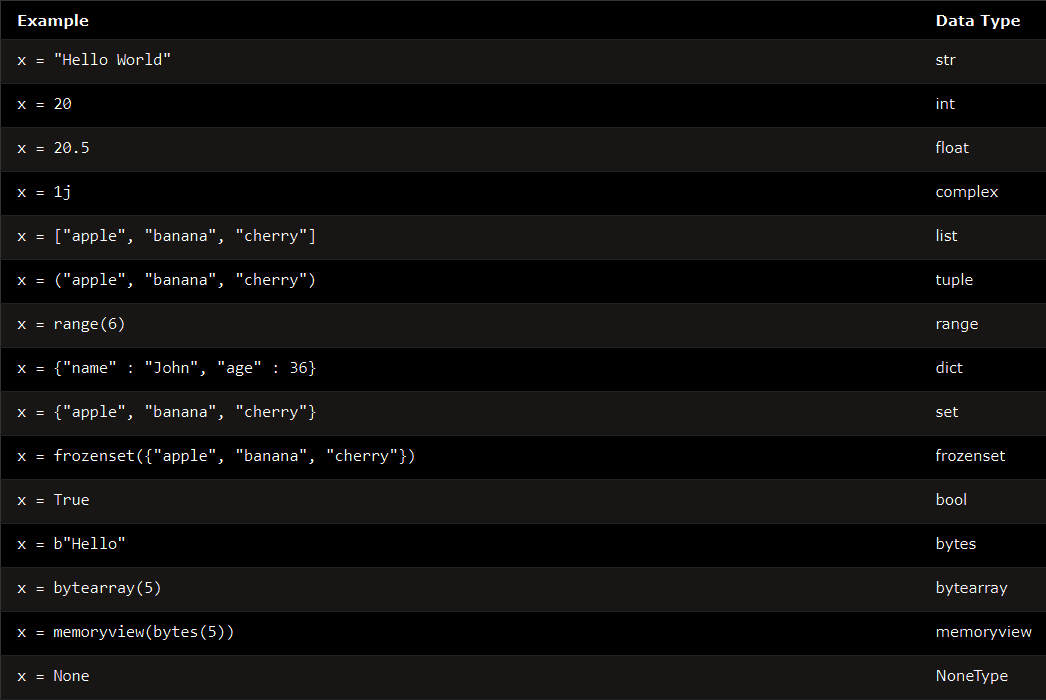 Example Data Type
x = "Hello World" str
x = 20 int
x = 20.5 float
x = 1j complex
x = ["apple", "banana", "cherry"] list
x = ("apple", "banana", "cherry") tuple
x = range(6) range
x = {"name" : "John", "age" : 36} dict
x = {"apple", "banana", "cherry"} set
x = frozenset({"apple", "banana", "cherry"}) frozenset
x = True bool
x = b"Hello" bytes
x = bytearray(5) bytearray
x = memoryview(bytes(5)) memoryview
x = None NoneType